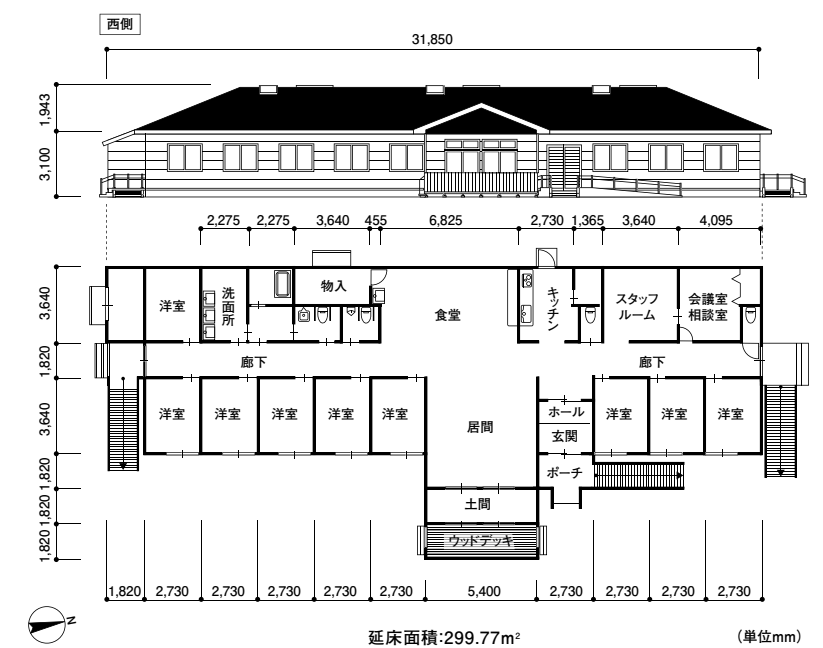 西側
31,850
1,943
3,100
2,275 2,275 3,640 455 6,825 2,730 1,365 3,640 4,095
3,640
1,820
3,640
1,820
1,820
1,820
洋室
洗面所
物入
食堂
キッチン
スタッフ
ルーム
会議室
相談室
廊下
廊下
洋室 洋室 洋室 洋室 洋室
居間
ホール
玄関
ポーチ
洋室 洋室 洋室
土間
ウッドデッキ
1,820 2,730 2,730 2,730 2,730 2,730 5,400 2,730 2,730 2,730 2,730
N
延床面積:299.77m²
(単位mm)